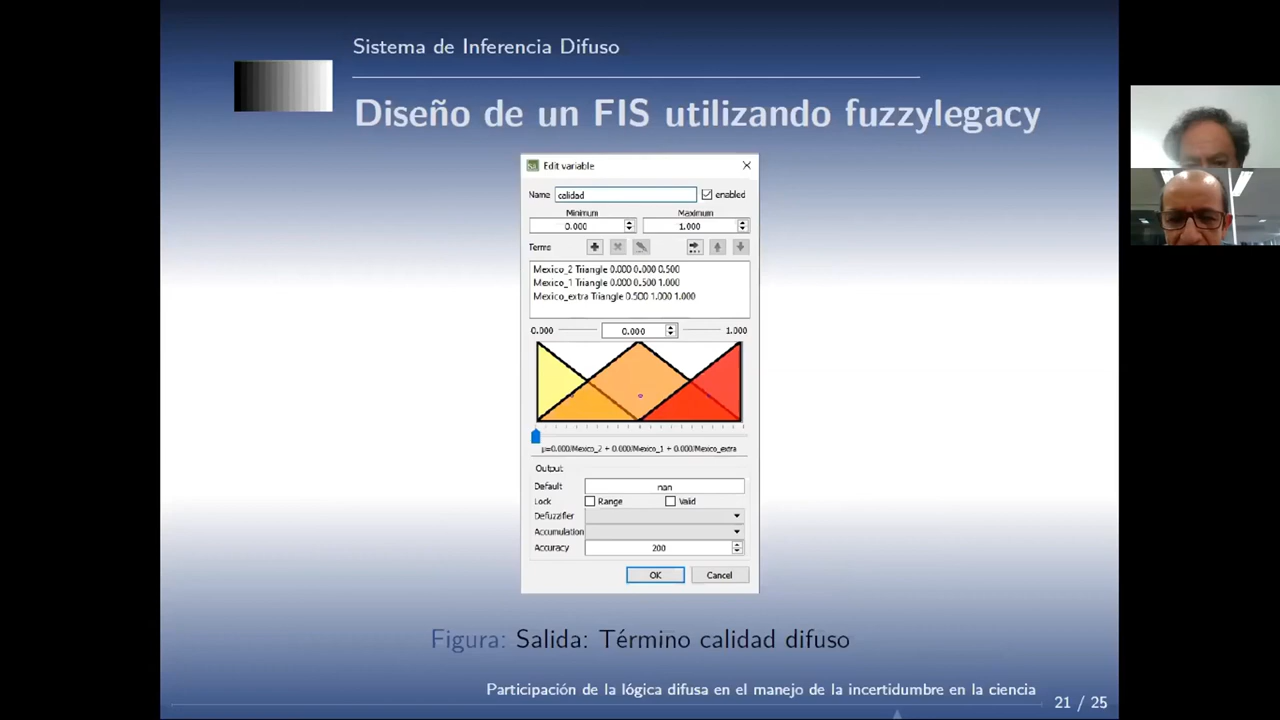 Sistema de Inferencia Difuso
Diseño de un FIS utilizando fuzzylegacy
Edit variable
Name calidad enabled
Minimum Maximum
0.000 1.000
Terms
Mexico_2 Triangle 0.000 0.000 0.500
Mexico_1 Triangle 0.000 0.500 1.000
Mexico_extra Triangle 0.500 1.000 1.000
0.000 0.000 1.000
μ=0.000/Mexico_2 + 0.000/Mexico_1 + 0.000/Mexico_extra
Output
Default nan
Lock Range Valid
Defuzzifier
Accumulation
Accuracy 200
OK Cancel
Figura: Salida: Término calidad difuso
Participación de la lógica difusa en el manejo de la incertidumbre en la ciencia
21 / 25